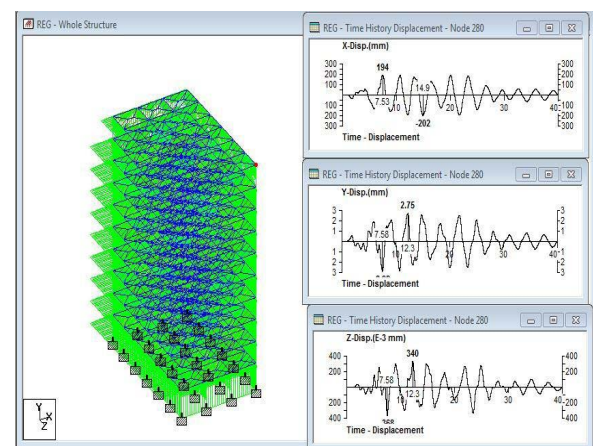 REG - Whole Structure
Y
X
Z
REG - Time History Displacement - Node 280
X-Disp.(mm)
194
300 300
200 200
100 100
14.9
7.53 10 20 30 40
100 100
200 200
300 300
-202
Time - Displacement
REG - Time History Displacement - Node 280
Y-Disp.(mm)
2.75
3 3
2 2
1 1
7.58
10 12.3 20 30 40
1 1
2 2
3 3
Time - Displacement
REG - Time History Displacement - Node 280
Z-Disp.(E-3 mm)
340
400 400
200 200
7.58
10 12.3 20 30 40
200 200
400 400
Time - Displacement